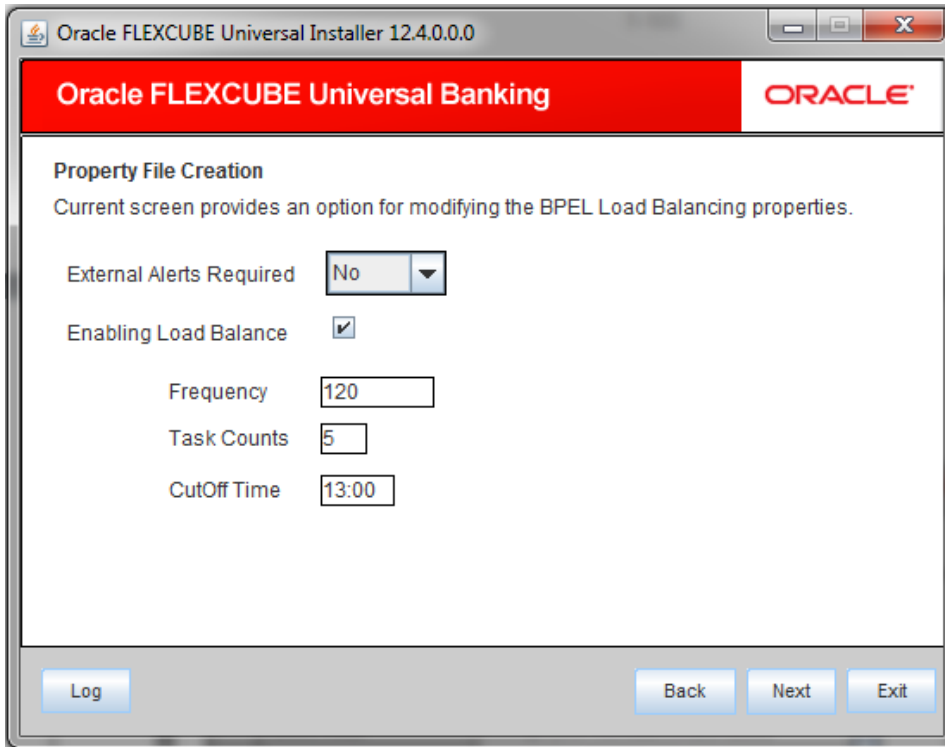 Oracle FLEXCUBE Universal Installer 12.4.0.0.0
Oracle FLEXCUBE Universal Banking
ORACLE
Property File Creation
Current screen provides an option for modifying the BPEL Load Balancing properties.
External Alerts Required No
Enabling Load Balance
Frequency 120
Task Counts 5
CutOff Time 13:00
Log Back Next Exit